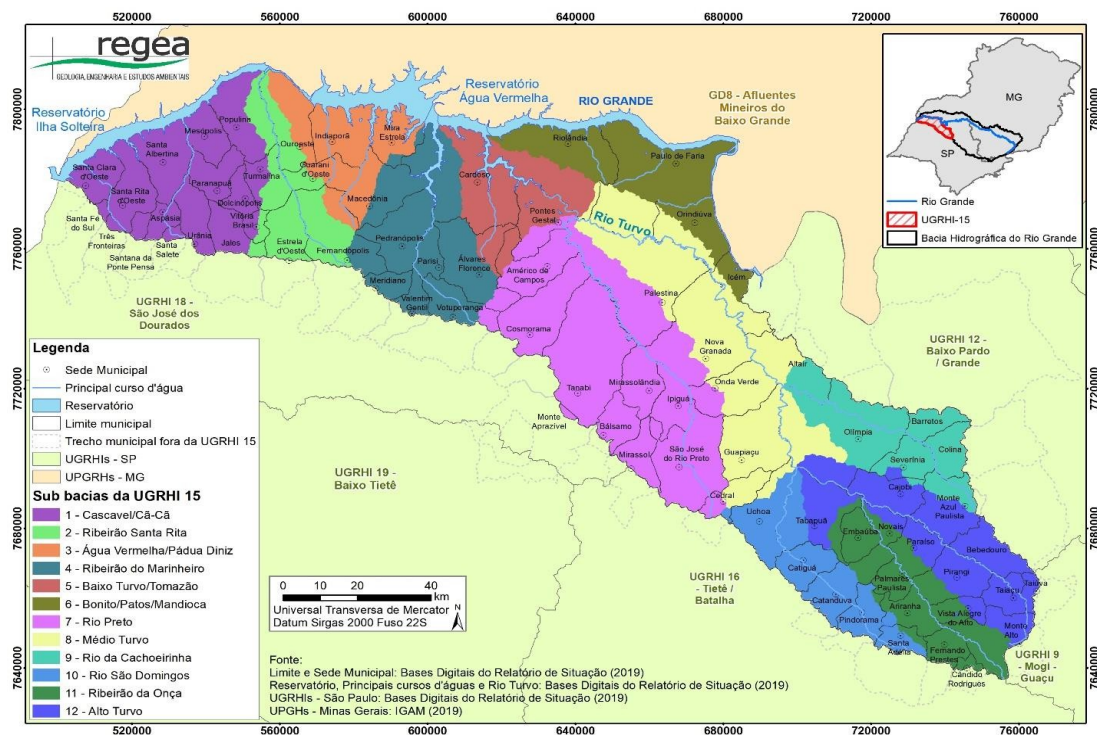 520000
560000
600000
640000
680000
720000
760000
regea
GEOLOGIA, ENGENHARIA E ESTUDOS AMBIENTAIS
7800000
7760000
7720000
7680000
7640000
7800000
7760000
7720000
7680000
7640000
Reservatório
Ilha Solteira
Reservatório
Água Vermelha
RIO GRANDE
GD8 - Afluentes
Mineiros do
Baixo Grande
MG
SP
Rio Grande
UGRHI-15
Bacia Hidrográfica do Rio Grande
Populina
Mesópolis
Santa
Albertina
Santa Clara
d'Oeste
Santa Rita
d'Oeste
Paranapuã
Turmalina
Dolcinópolis
Vitória
Brasil
Aspásia
Urânia
Jales
Santa Fe
do Sul
Três
Fronteiras
Santana da
Ponte Pensa
Santa
Salete
Ouroeste
Indiaporã
Guarani
d'Oeste
Mira
Estrela
Macedônia
Estrela
d'Oeste
Fernandópolis
Pedranópolis
Parisi
Álvares
Florence
Meridiano
Valentim
Gentil
Votuporanga
Cardoso
Riolândia
Paulo de Faria
Orindiúva
Icém
Pontes
Gestal
Rio Turvo
Américo de
Campos
Palestina
Cosmorama
Nova
Granada
Onda Verde
Altair
Tanabi
Mirassolândia
Ipiguá
Monte
Aprazível
Bálsamo
Mirassol
São José
do Rio Preto
Guapiaçu
Cedral
Olímpia
Barretos
Severínia
Colina
Cajobi
Monte
Azul
Paulista
Uchoa
Tabapuã
Embaúba
Novais
Paraíso
Bebedouro
Catiguá
Palmares
Paulista
Pirangi
Taiúva
Taiaçu
Catanduva
Ariranha
Vista Alegre
do Alto
Pindorama
Monte
Alto
Santa
Adélia
Fernando
Prestes
Cândido
Rodrigues
UGRHI 18 -
São José dos
Dourados
UGRHI 19 -
Baixo Tietê
UGRHI 12 -
Baixo Pardo
/ Grande
UGRHI 16
- Tietê /
Batalha
UGRHI 9
- Mogi -
Guaçu
Legenda
Sede Municipal
Principal curso d'água
Reservatório
Limite municipal
Trecho municipal fora da UGRHI 15
UGRHIs - SP
UPGRHs - MG
Sub bacias da UGRHI 15
1 - Cascavel/Cã-Cã
2 - Ribeirão Santa Rita
3 - Água Vermelha/Pádua Diniz
4 - Ribeirão do Marinheiro
5 - Baixo Turvo/Tomazão
6 - Bonito/Patos/Mandioca
7 - Rio Preto
8 - Médio Turvo
9 - Rio da Cachoeirinha
10 - Rio São Domingos
11 - Ribeirão da Onça
12 - Alto Turvo
0 10 20 40
km
Universal Transversa de Mercator
Datum Sirgas 2000 Fuso 22S
N
Fonte:
Limite e Sede Municipal: Bases Digitais do Relatório de Situação (2019)
Reservatório, Principais cursos d'águas e Rio Turvo: Bases Digitais do Relatório de Situação (2019)
UGRHIs - São Paulo: Bases Digitais do Relatório de Situação (2019)
UPGHs - Minas Gerais: IGAM (2019)
520000
560000
600000
640000
680000
720000
760000